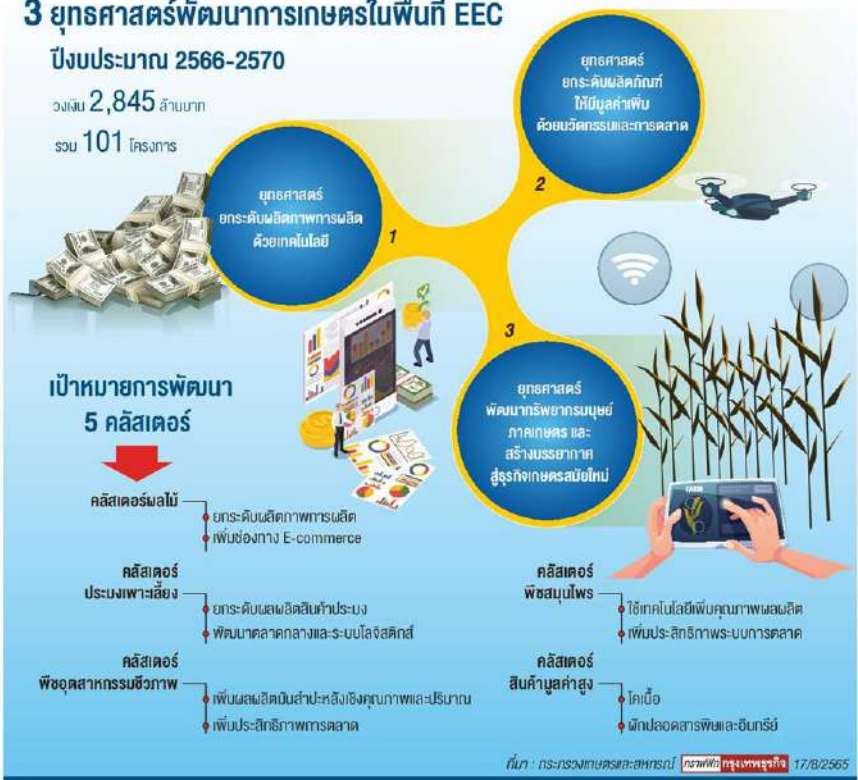 3 ยุทธศาสตร์พัฒนาการเกษตรในพื้นที่ EEC
ปีงบประมาณ 2566-2570
วงเงิน 2,845 ล้านบาท
รวม 101 โครงการ
ยุทธศาสตร์
ยกระดับผลิตภาพการผลิต
ด้วยเทคโนโลยี
1
ยุทธศาสตร์
ยกระดับผลิตภัณฑ์
ให้มีมูลค่าเพิ่ม
ด้วยนวัตกรรมและการตลาด
2
3
ยุทธศาสตร์
พัฒนาทรัพยากรมนุษย์
ภาคเกษตร และ
สร้างบรรยากาศ
สู่ธุรกิจเกษตรสมัยใหม่
เป้าหมายการพัฒนา
5 คลัสเตอร์
คลัสเตอร์ผลไม้
ยกระดับผลิตภาพการผลิต
เพิ่มช่องทาง E-commerce
คลัสเตอร์
ประมงเพาะเลี้ยง
ยกระดับผลผลิตสินค้าประมง
พัฒนาตลาดกลางและระบบโลจิสติกส์
คลัสเตอร์
พืชอุตสาหกรรมชีวภาพ
เพิ่มผลผลิตมันสำปะหลังเชิงคุณภาพและปริมาณ
เพิ่มประสิทธิภาพการตลาด
คลัสเตอร์
พืชสมุนไพร
ใช้เทคโนโลยีเพิ่มคุณภาพผลผลิต
เพิ่มประสิทธิภาพระบบการตลาด
คลัสเตอร์
สินค้ามูลค่าสูง
โคเนื้อ
ผักปลอดสารพิษและอินทรีย์
ที่มา : กระทรวงเกษตรและสหกรณ์ กราฟฟิก กรุงเทพธุรกิจ 17/8/2565